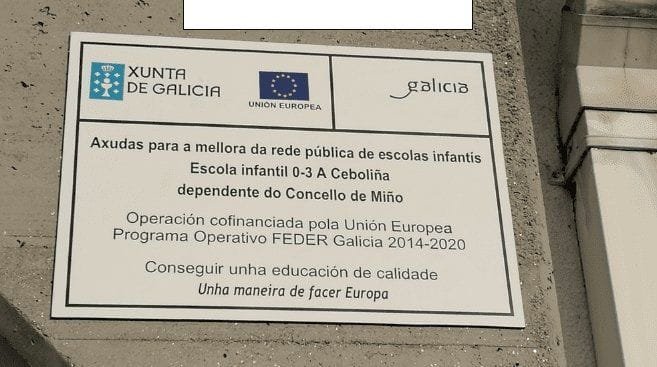 XUNTA
DE GALICIA
UNIÓN EUROPEA
galicia
Axudas para a mellora da rede pública de escolas infantís
Escola infantil 0-3 A Ceboliña
dependente do Concello de Miño
Operación cofinanciada pola Unión Europea
Programa Operativo FEDER Galicia 2014-2020
Conseguir unha educación de calidade
Unha maneira de facer Europa